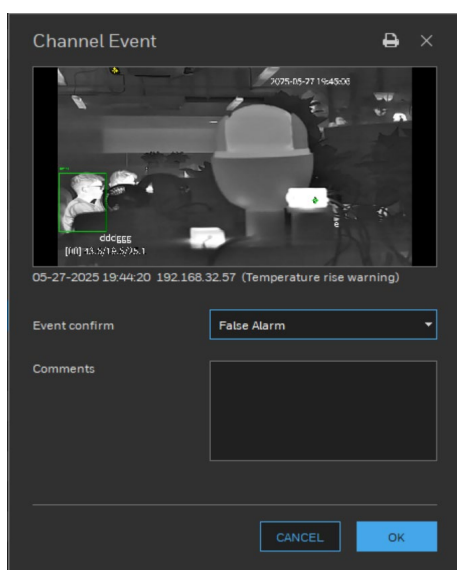 Channel Event
2025-05-27 19:45:06
dddggg
05-27-2025 19:44:20 192.168.32.57 (Temperature rise warning)
Event confirm
False Alarm
Comments
CANCEL
OK